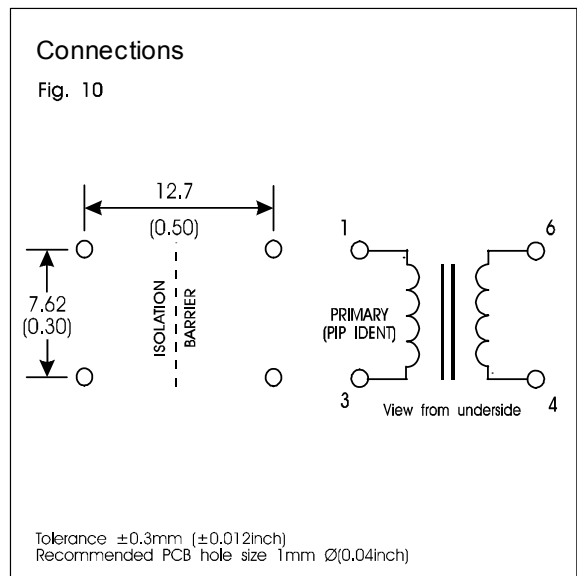 Connections
Fig. 10
12.7
(0.50)
7.62
(0.30)
ISOLATION
BARRIER
1
6
PRIMARY
(PIP IDENT)
3
4
View from underside
Tolerance ±0.3mm (±0.012inch)
Recommended PCB hole size 1mm Ø(0.04inch)